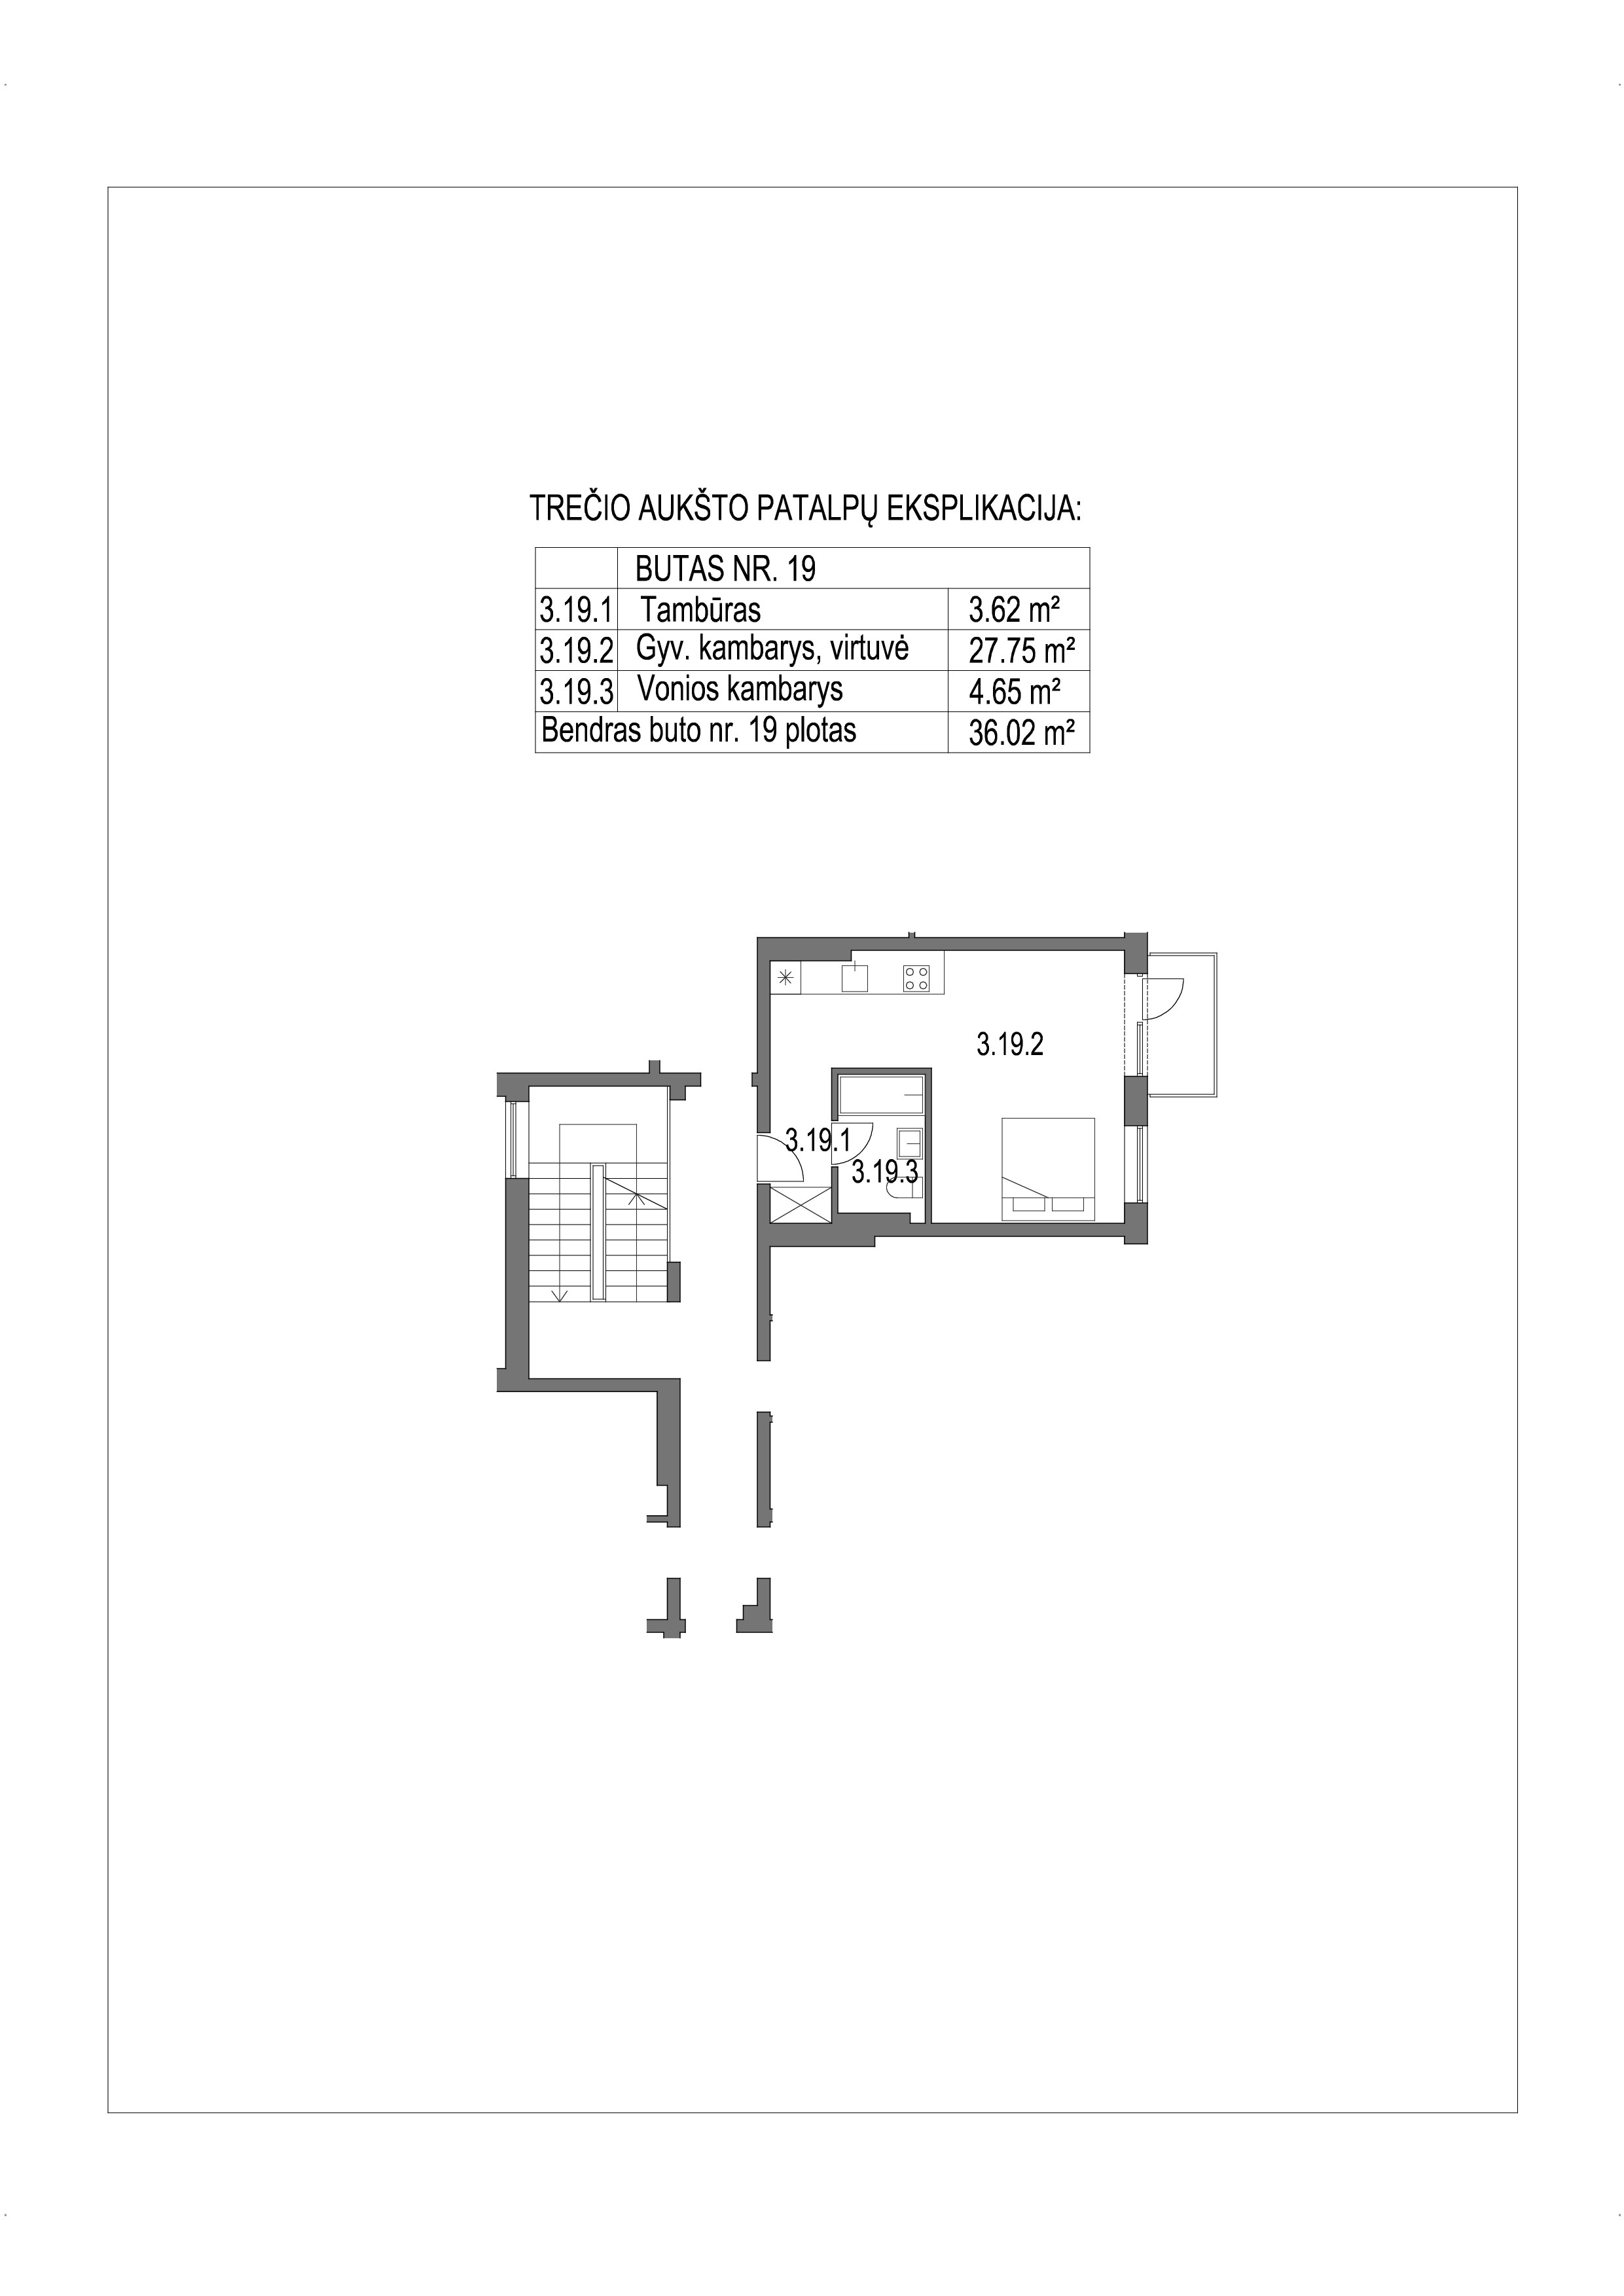 TREČIO AUKŠTO PATALPŲ EKSPLIKACIJA:
BUTAS NR. 19
3.19.1 Tambūras 3.62 m²
3.19.2 Gyv. kambarys, virtuvė 27.75 m²
3.19.3 Vonios kambarys 4.65 m²
Bendras buto nr. 19 plotas 36.02 m²
3.19.2
3.19.1
3.19.3